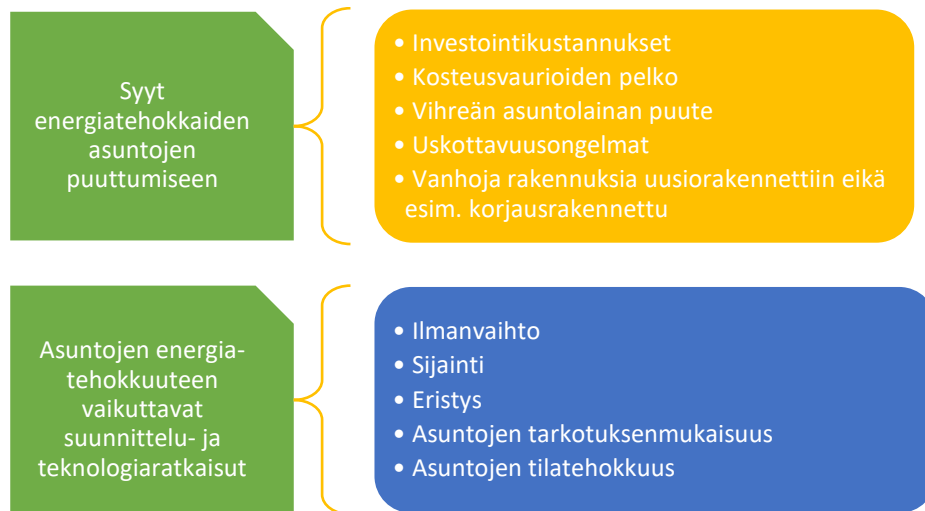 Syyt
energiatehokkaiden
asuntojen
puuttumiseen
• Investointikustannukset
• Kosteusvaurioiden pelko
• Vihreän asuntolainan puute
• Uskottavuusongelmat
• Vanhoja rakennuksia uusiorakennettiin eikä
esim. korjausrakennettu
Asuntojen energia-
tehokkuuteen
vaikuttavat
suunnittelu- ja
teknologiaratkaisut
• Ilmanvaihto
• Sijainti
• Eristys
• Asuntojen tarkotuksenmukaisuus
• Asuntojen tilatehokkuus